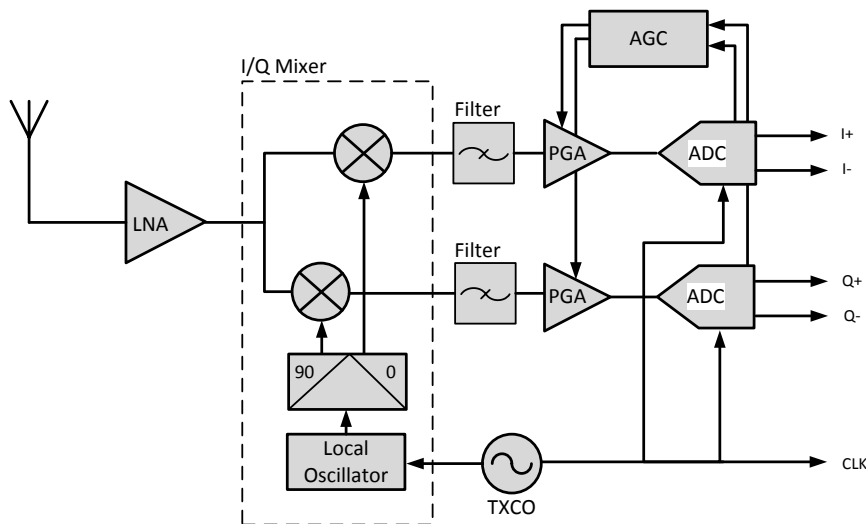 AGC
I/Q Mixer
Filter
I+
PGA
ADC
I-
LNA
Filter
Q+
PGA
ADC
Q-
90
0
Local
Oscillator
CLK
TXCO